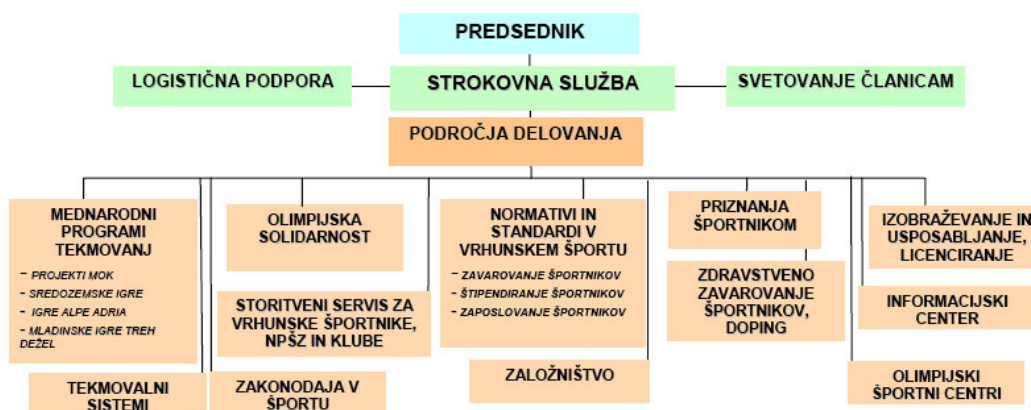 PREDSEDNIK
LOGISTIČNA PODPORA
STROKOVNA SLUŽBA
SVETOVANJE ČLANICAM
PODROČJA DELOVANJA
MEDNARODNI
PROGRAMI
TEKMOVANJ
– PROJEKTI MOK
– SREDOZEMSKE IGRE
– IGRE ALPE ADRIA
– MLADINSKE IGRE TREH
DEŽEL
OLIMPIJSKA
SOLIDARNOST
NORMATIVI IN
STANDARDI V
VRHUNSKEM ŠPORTU
– ZAVAROVANJE ŠPORTNIKOV
– ŠTIPENDIRANJE ŠPORTNIKOV
– ZAPOSLOVANJE ŠPORTNIKOV
PRIZNANJA
ŠPORTNIKOM
IZOBRAŽEVANJE IN
USPOSABLJANJE,
LICENCIRANJE
STORITVENI SERVIS ZA
VRHUNSKE ŠPORTNIKE,
NPŠZ IN KLUBE
ZDRAVSTVENO
ZAVAROVANJE
ŠPORTNIKOV,
DOPING
INFORMACIJSKI
CENTER
TEKMOVALNI
SISTEMI
ZAKONODAJA V
ŠPORTU
ZALOŽNIŠTVO
OLIMPIJSKI
ŠPORTNI CENTRI